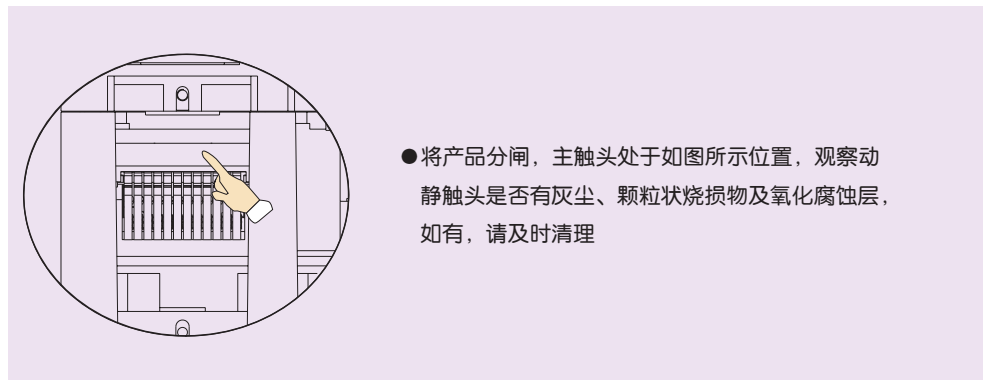 ●将产品分闸，主触头处于如图所示位置，观察动
静触头是否有灰尘、颗粒状烧损物及氧化腐蚀层，
如有，请及时清理